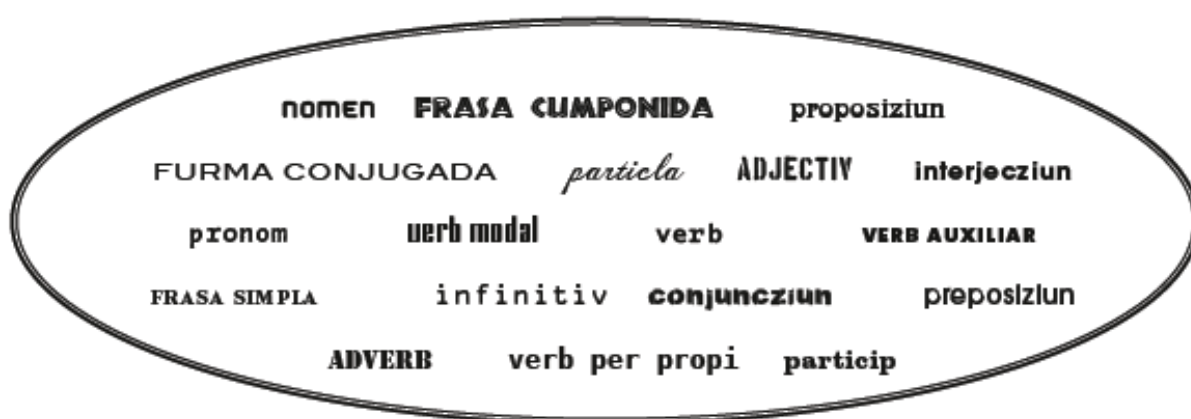 nomen FRASA CUMPONIDA proposiziun
FURMA CONJUGADA particla ADJECTIV interjecziun
pronom verb modal verb VERB AUXILIAR
FRASA SIMPLA infinitiv conjuncziun preposiziun
ADVERB verb per propi particip